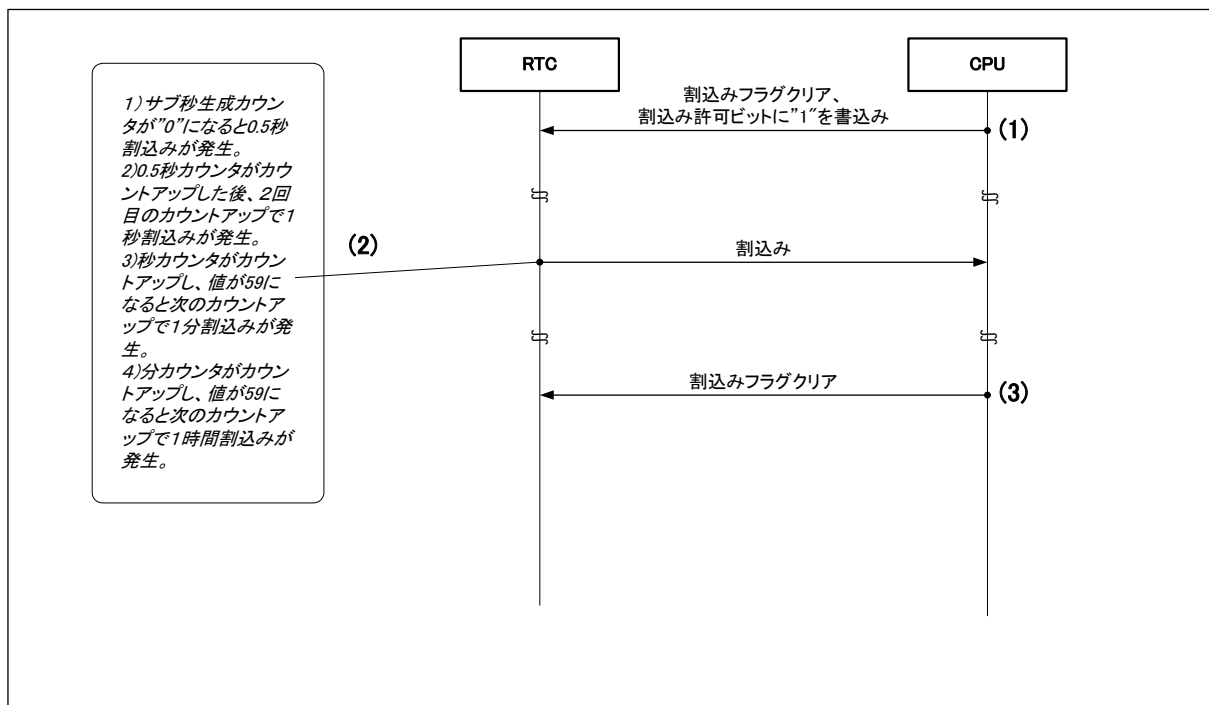 RTC
CPU
1)サブ秒生成カウン
タが"0"になると0.5秒
割込みが発生。
2)0.5秒カウンタがカウ
ントアップした後、2回
目のカウントアップで1
秒割込みが発生。
3)秒カウンタがカウン
トアップし、値が59に
なると次のカウントア
ップで1分割込みが発
生。
4)分カウンタがカウン
トアップし、値が59に
なると次のカウントア
ップで1時間割込みが
発生。
割込みフラグクリア、
割込み許可ビットに"1"を書込み
(1)
(2)
割込み
割込みフラグクリア
(3)